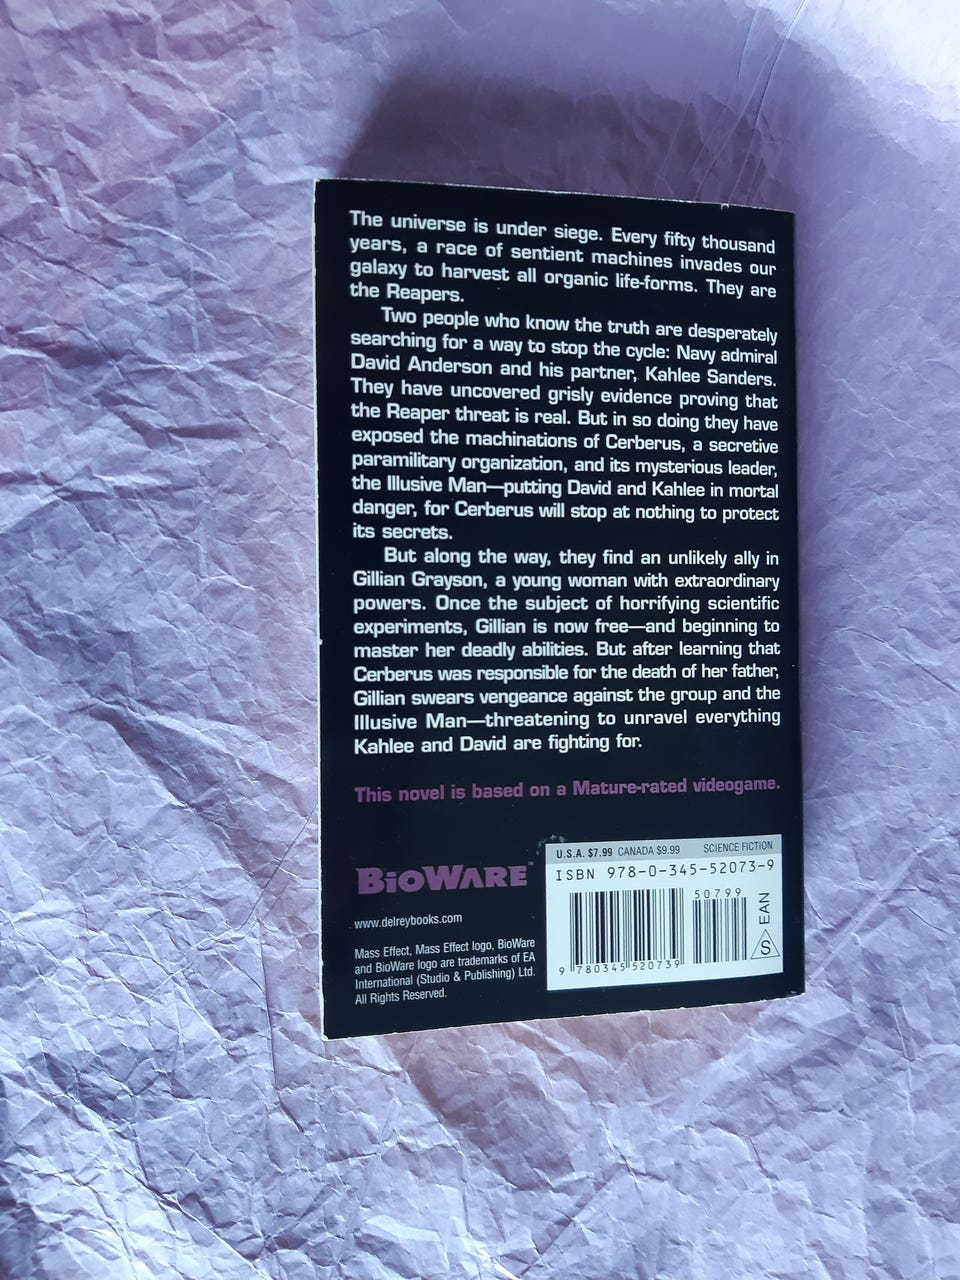 The universe is under siege. Every fifty thousand
years, a race of sentient machines invades our
galaxy to harvest all organic life-forms. They are
the Reapers.
Two people who know the truth are desperately
searching for a way to stop the cycle: Navy admiral
David Anderson and his partner, Kahlee Sanders.
They have uncovered grisly evidence proving that
the Reaper threat is real. But in so doing they have
exposed the machinations of Cerberus, a secretive
paramilitary organization, and its mysterious leader,
the Illusive Man—putting David and Kahlee in mortal
danger, for Cerberus will stop at nothing to protect
its secrets.
But along the way, they find an unlikely ally in
Gillian Grayson, a young woman with extraordinary
powers. Once the subject of horrifying scientific
experiments, Gillian is now free—and beginning to
master her deadly abilities. But after learning that
Cerberus was responsible for the death of her father,
Gillian swears vengeance against the group and the
Illusive Man—threatening to unravel everything
Kahlee and David are fighting for.
This novel is based on a Mature-rated videogame.
BIOWARE™
www.delreybooks.com
Mass Effect, Mass Effect logo, BioWare
and BioWare logo are trademarks of EA
International (Studio & Publishing) Ltd.
All Rights Reserved.
U.S.A. $7.99 CANADA $9.99 SCIENCE FICTION
ISBN 978-0-345-52073-9
50799
9 780345 520739
S EAN